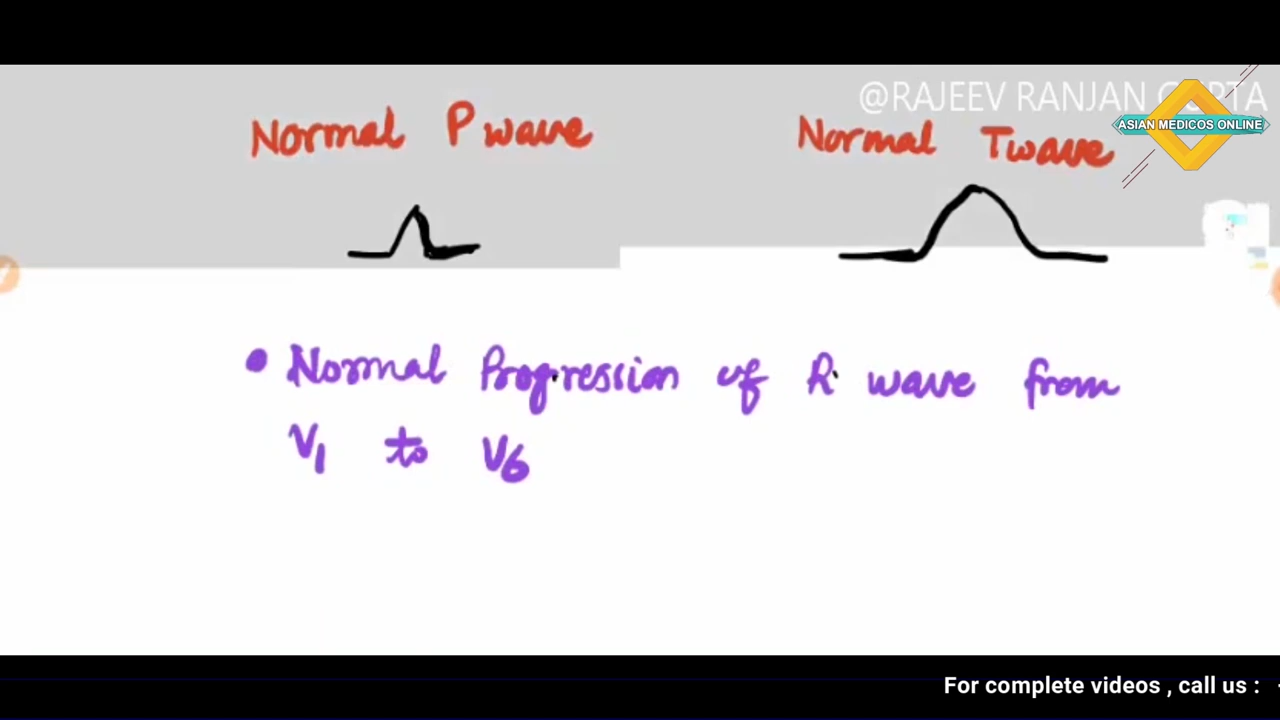 @RAJEEV RANJAN GUPTA
ASIAN MEDICOS ONLINE
Normal P wave
Normal T wave
• Normal Progression of R wave from
V1 to V6
For complete videos , call us :